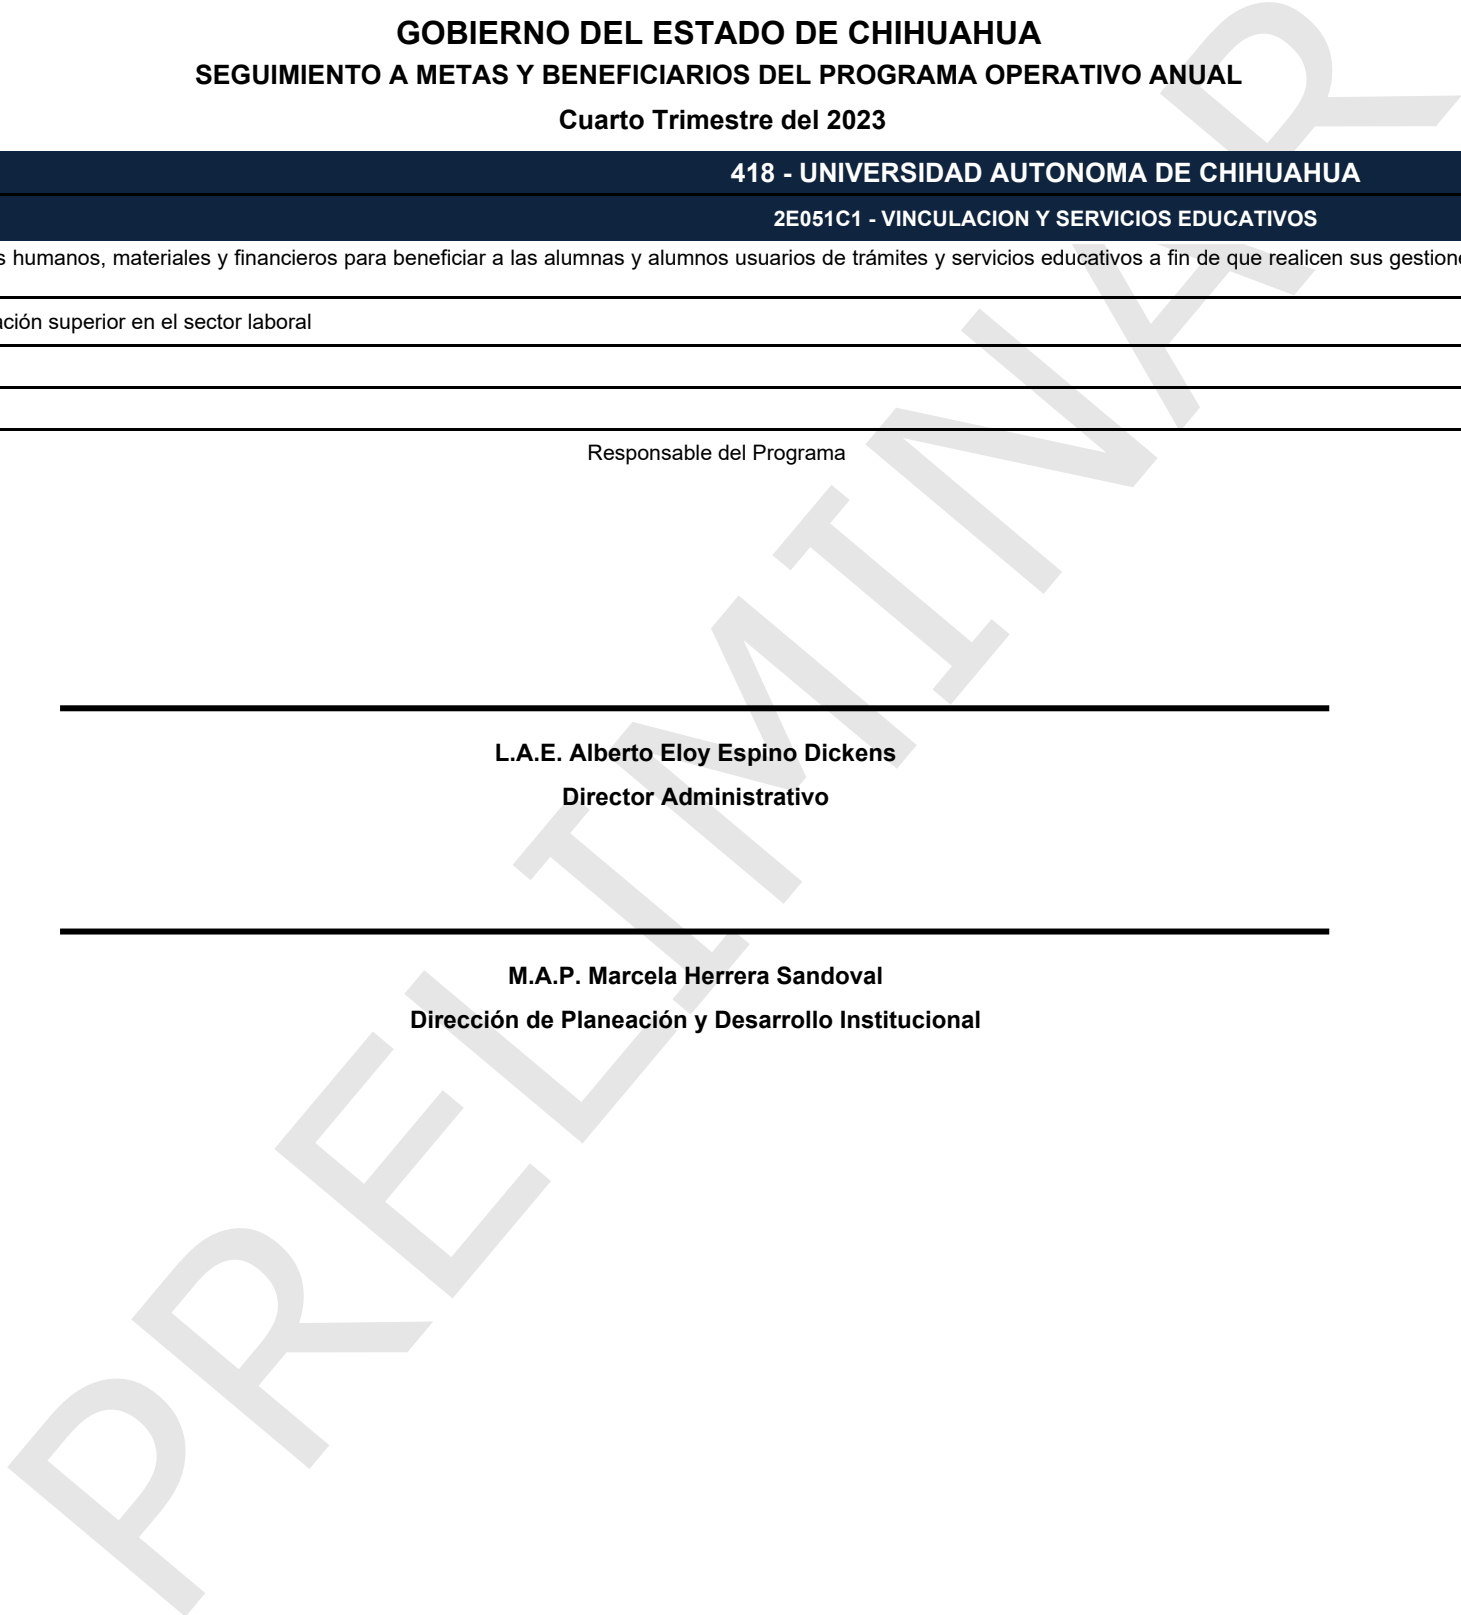 GOBIERNO DEL ESTADO DE CHIHUAHUA
SEGUIMIENTO A METAS Y BENEFICIARIOS DEL PROGRAMA OPERATIVO ANUAL
Cuarto Trimestre del 2023
418 - UNIVERSIDAD AUTONOMA DE CHIHUAHUA
2E051C1 - VINCULACION Y SERVICIOS EDUCATIVOS
s humanos, materiales y financieros para beneficiar a las alumnas y alumnos usuarios de trámites y servicios educativos a fin de que realicen sus gestione
ación superior en el sector laboral
Responsable del Programa
L.A.E. Alberto Eloy Espino Dickens
Director Administrativo
M.A.P. Marcela Herrera Sandoval
Dirección de Planeación y Desarrollo Institucional
PRELIMINAR